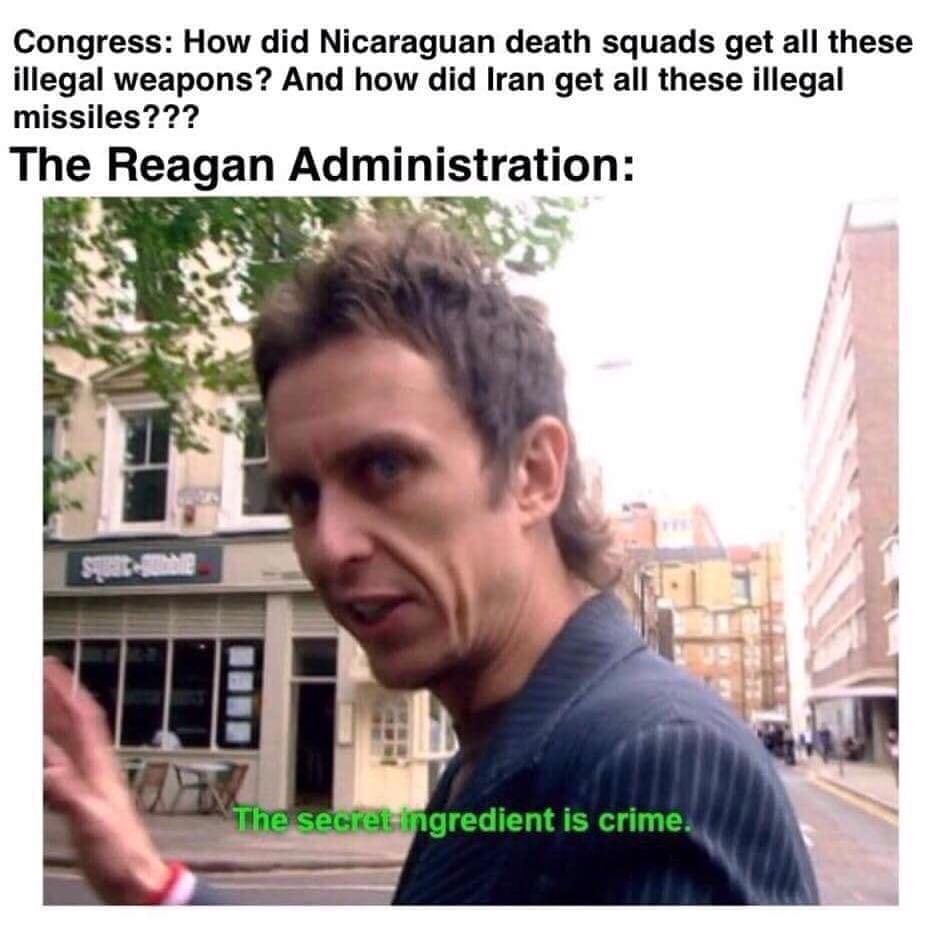 Congress: How did Nicaraguan death squads get all these
illegal weapons? And how did Iran get all these illegal
missiles???
The Reagan Administration:
The secret ingredient is crime.